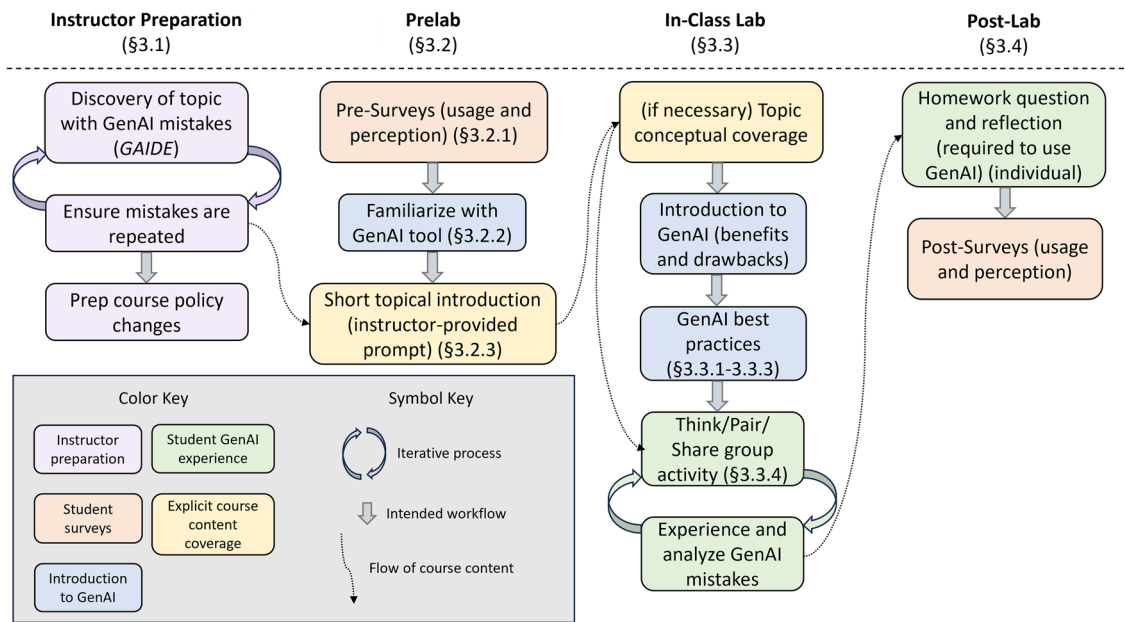 Instructor Preparation
(§3.1)
Discovery of topic
with GenAI mistakes
(GAIDE)
Ensure mistakes are
repeated
Prep course policy
changes
Prelab
(§3.2)
Pre-Surveys (usage and
perception) (§3.2.1)
Familiarize with
GenAI tool (§3.2.2)
Short topical introduction
(instructor-provided
prompt) (§3.2.3)
In-Class Lab
(§3.3)
(if necessary) Topic
conceptual coverage
Introduction to
GenAI (benefits
and drawbacks)
GenAI best
practices
(§3.3.1-3.3.3)
Think/Pair/
Share group
activity (§3.3.4)
Experience and
analyze GenAI
mistakes
Post-Lab
(§3.4)
Homework question
and reflection
(required to use
GenAI) (individual)
Post-Surveys (usage
and perception)
Color Key
Instructor
preparation
Student GenAI
experience
Student
surveys
Explicit course
content
coverage
Introduction
to GenAI
Symbol Key
Iterative process
Intended workflow
Flow of course content